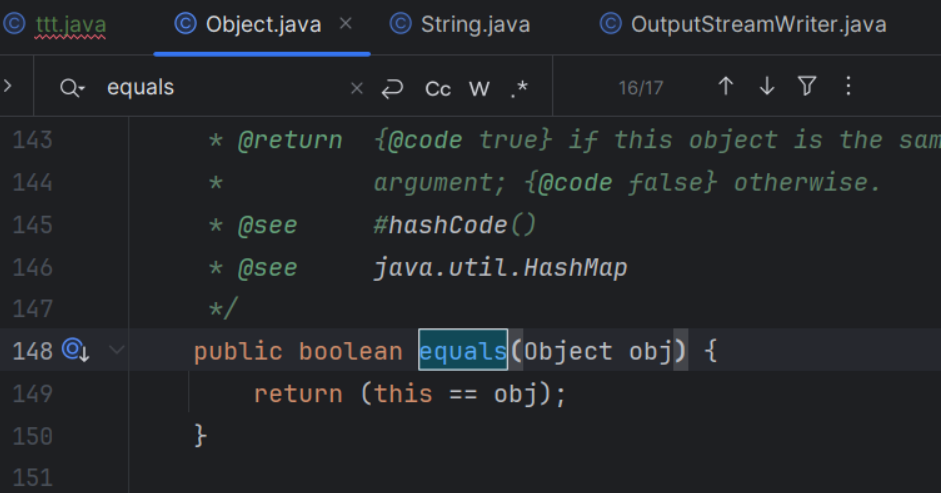 ttt.java Object.java × String.java OutputStreamWriter.java
equals × Cc W .* 16/17
143 * @return {@code true} if this object is the sam
144 * argument; {@code false} otherwise.
145 * @see #hashCode()
146 * @see java.util.HashMap
147 */
148 public boolean equals(Object obj) {
149 return (this == obj);
150 }
151